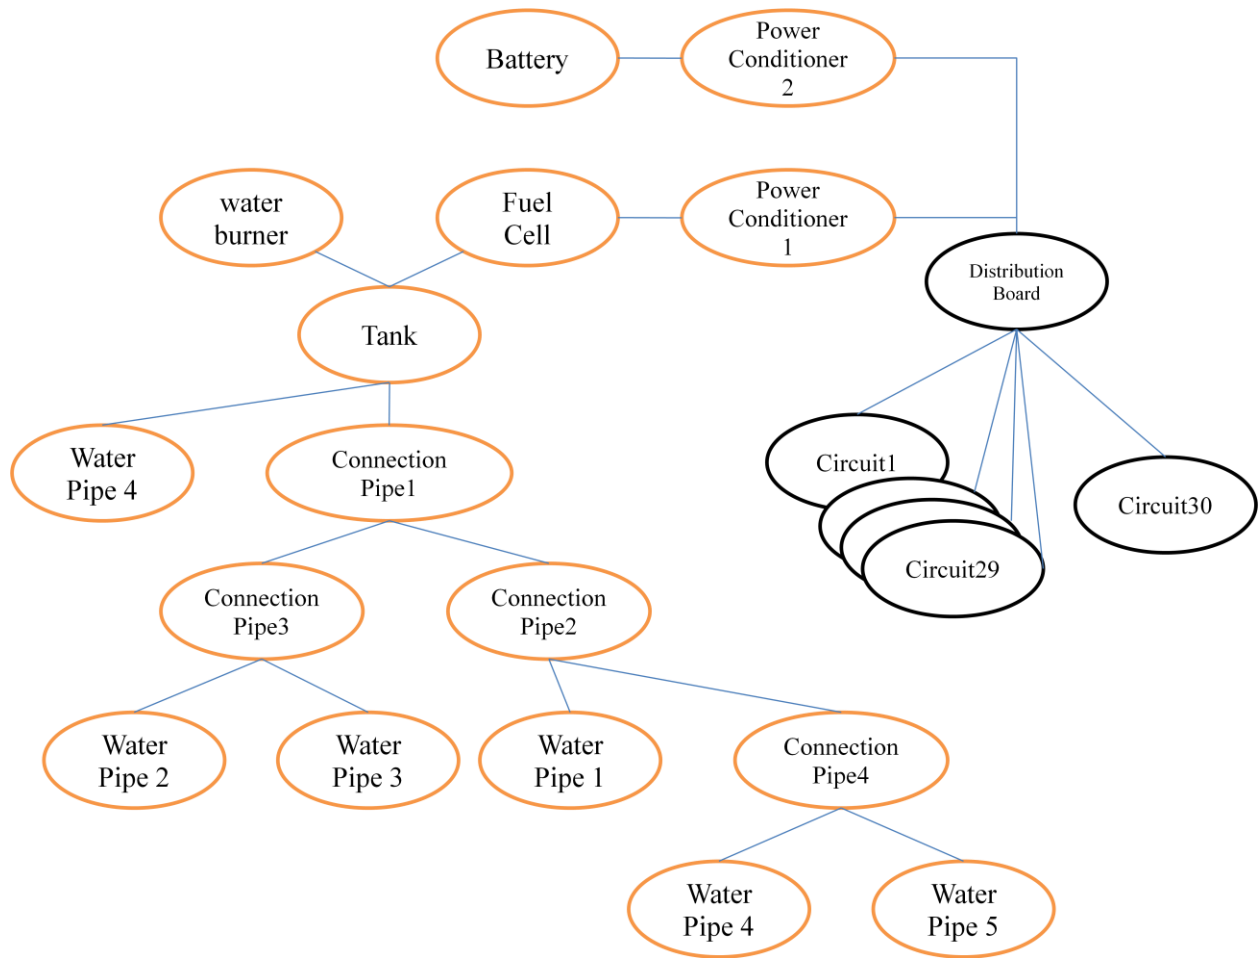 Battery
Power
Conditioner
2
water
burner
Fuel
Cell
Power
Conditioner
1
Distribution
Board
Tank
Water
Pipe 4
Connection
Pipe1
Circuit1
Circuit30
Circuit29
Connection
Pipe3
Connection
Pipe2
Water
Pipe 2
Water
Pipe 3
Water
Pipe 1
Connection
Pipe4
Water
Pipe 4
Water
Pipe 5